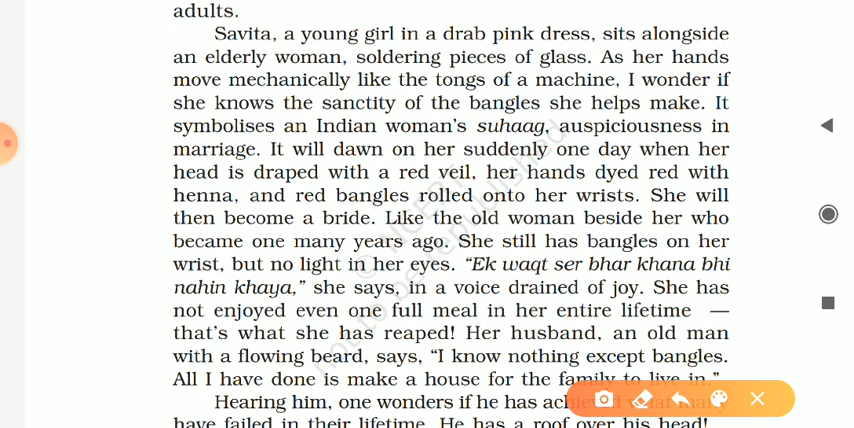 adults.
Savita, a young girl in a drab pink dress, sits alongside
an elderly woman, soldering pieces of glass. As her hands
move mechanically like the tongs of a machine, I wonder if
she knows the sanctity of the bangles she helps make. It
symbolises an Indian woman's suhaag, auspiciousness in
marriage. It will dawn on her suddenly one day when her
head is draped with a red veil, her hands dyed red with
henna, and red bangles rolled onto her wrists. She will
then become a bride. Like the old woman beside her who
became one many years ago. She still has bangles on her
wrist, but no light in her eyes. “Ek waqt ser bhar khana bhi
nahin khaya,” she says, in a voice drained of joy. She has
not enjoyed even one full meal in her entire lifetime —
that's what she has reaped! Her husband, an old man
with a flowing beard, says, “I know nothing except bangles.
All I have done is make a house for the family to live in.”
Hearing him, one wonders if he has achieved what many
have failed in their lifetime. He has a roof over his head!
© NCERT
not to be republished